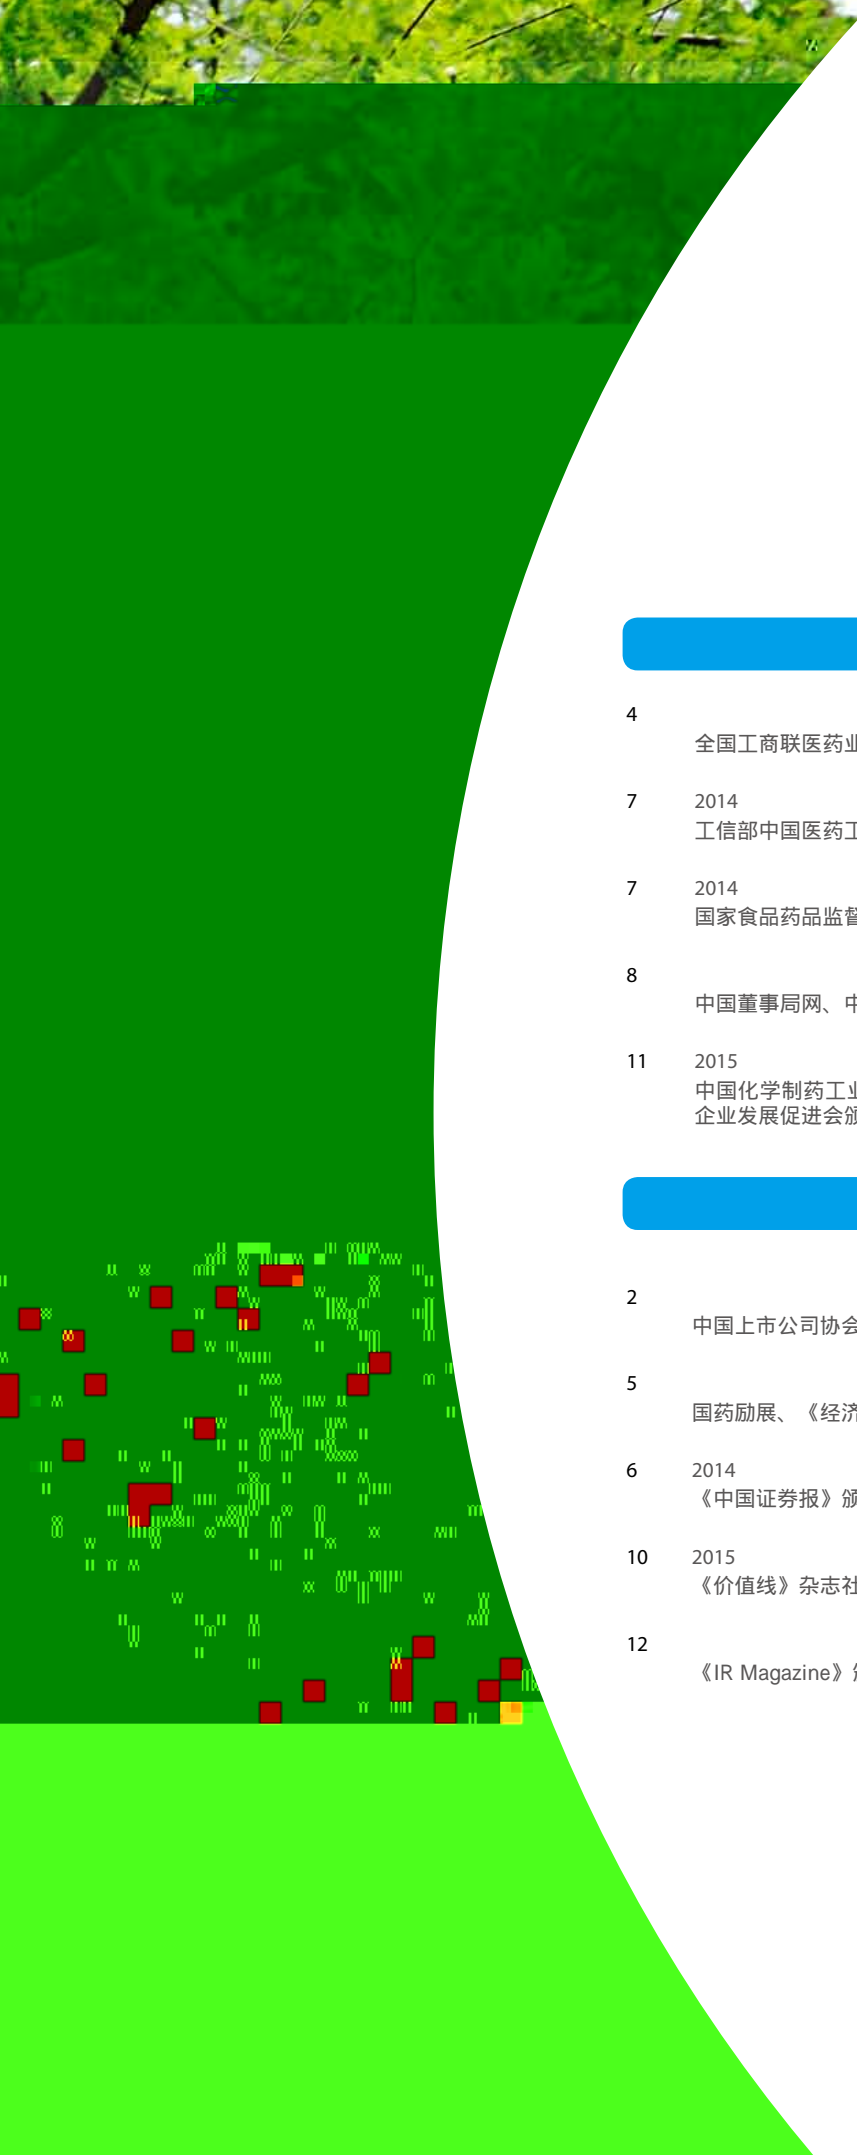 4
全国工商联医药业
7 2014
工信部中国医药工
7 2014
国家食品药品监督
8
中国董事局网、中
11 2015
中国化学制药工业
企业发展促进会颁
2
中国上市公司协会
5
国药励展、《经济
6 2014
《中国证券报》颁
10 2015
《价值线》杂志社
12
《IR Magazine》